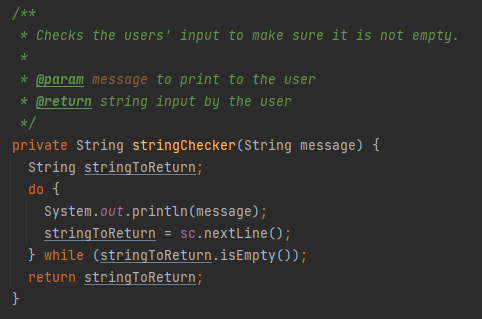 /**
 * Checks the users' input to make sure it is not empty.
 *
 * @param message to print to the user
 * @return string input by the user
 */
private String stringChecker(String message) {
  String stringToReturn;
  do {
    System.out.println(message);
    stringToReturn = sc.nextLine();
  } while (stringToReturn.isEmpty());
  return stringToReturn;
}